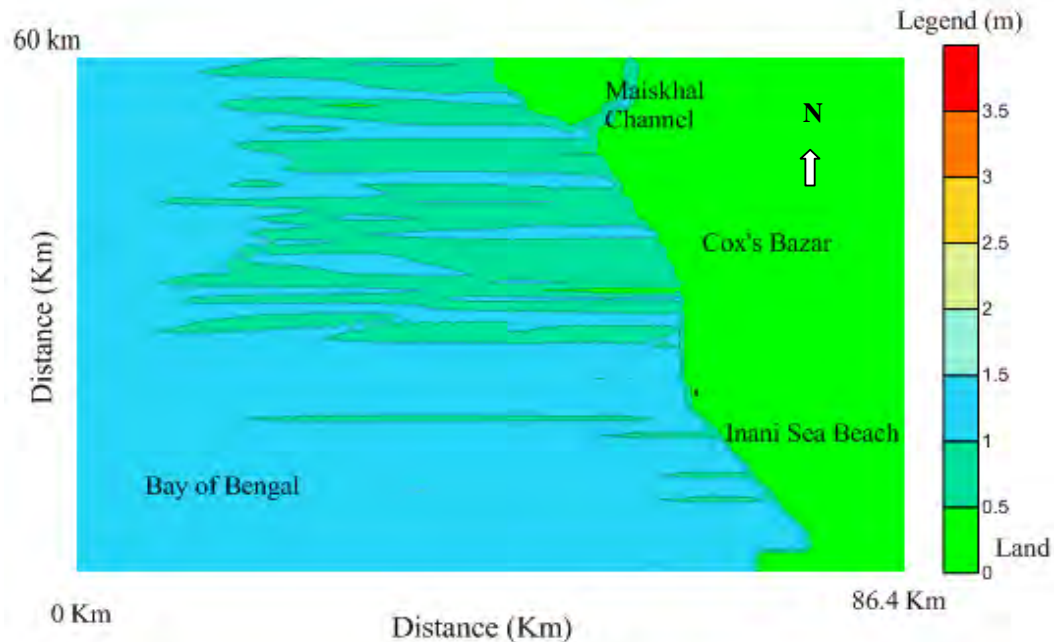 Legend (m)
60 km
Maiskhal
Channel
N
3.5
3
2.5
2
1.5
1
0.5
0
Cox's Bazar
Distance (Km)
Inani Sea Beach
Bay of Bengal
Land
0 Km
86.4 Km
Distance (Km)